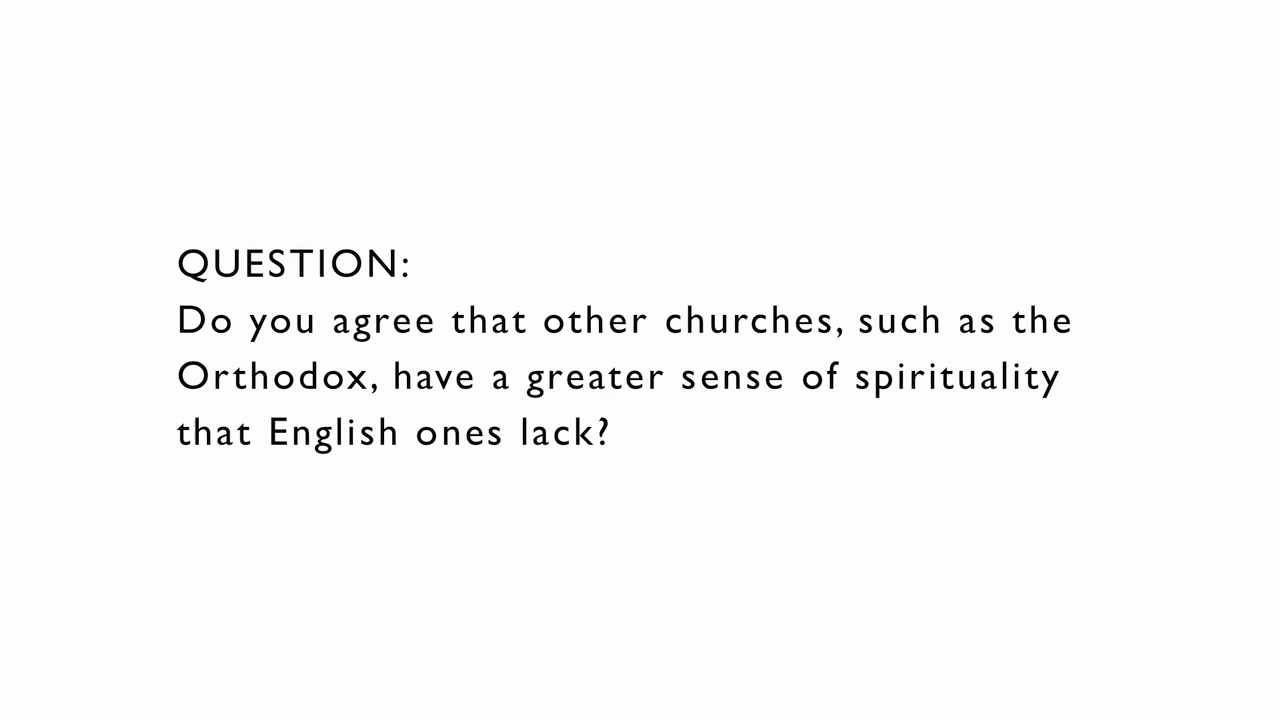 QUESTION:
Do you agree that other churches, such as the
Orthodox, have a greater sense of spirituality
that English ones lack?